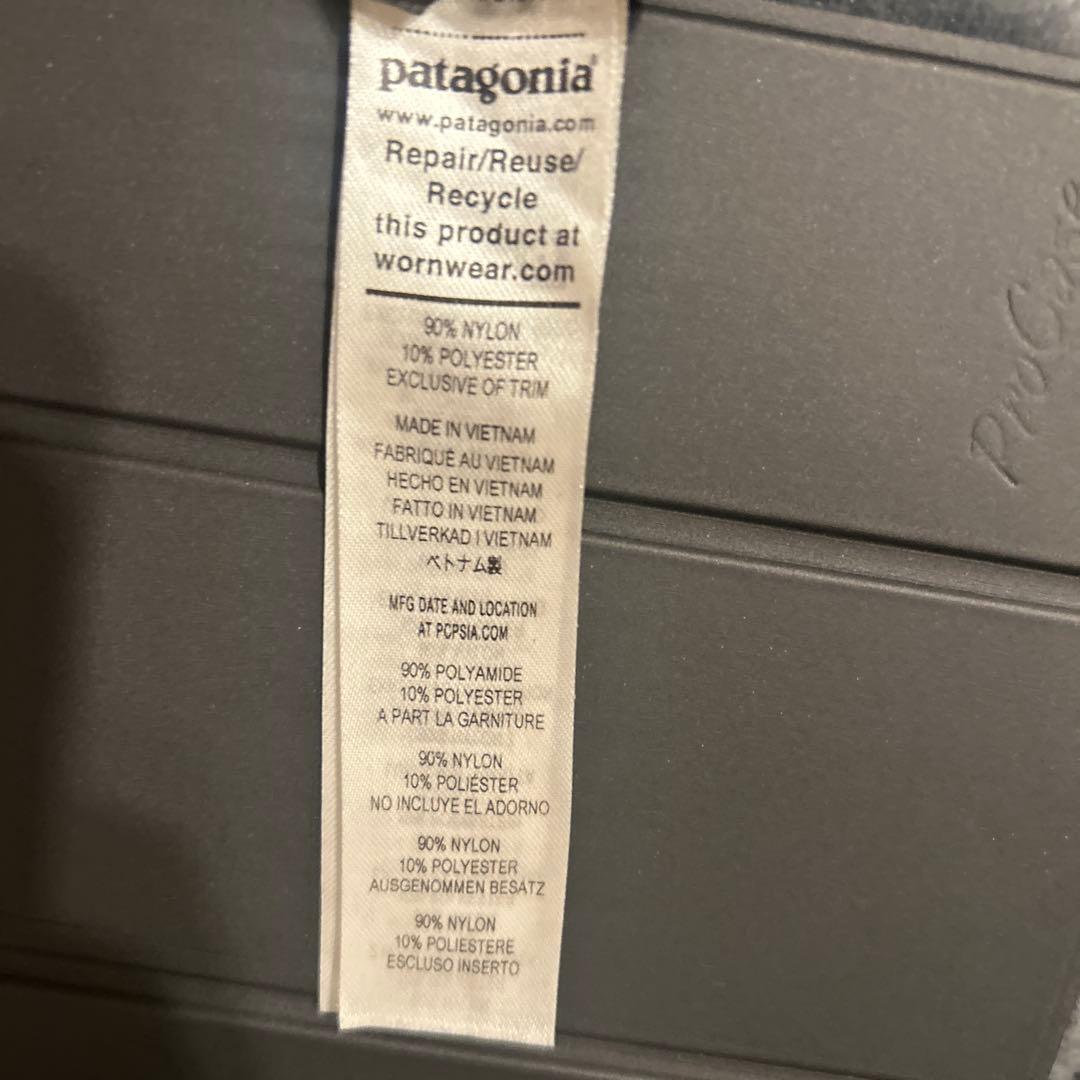 patagonia®
www.patagonia.com
Repair/Reuse/
Recycle
this product at
wornwear.com
90% NYLON
10% POLYESTER
EXCLUSIVE OF TRIM
MADE IN VIETNAM
FABRIQUÉ AU VIETNAM
HECHO EN VIETNAM
FATTO IN VIETNAM
TILLVERKAD I VIETNAM
ベトナム製
MFG DATE AND LOCATION
AT PCPSIA.COM
90% POLYAMIDE
10% POLYESTER
A PART LA GARNITURE
90% NYLON
10% POLIÉSTER
NO INCLUYE EL ADORNO
90% NYLON
10% POLYESTER
AUSGENOMMEN BESATZ
90% NYLON
10% POLIESTERE
ESCLUSO INSERTO
ProCase